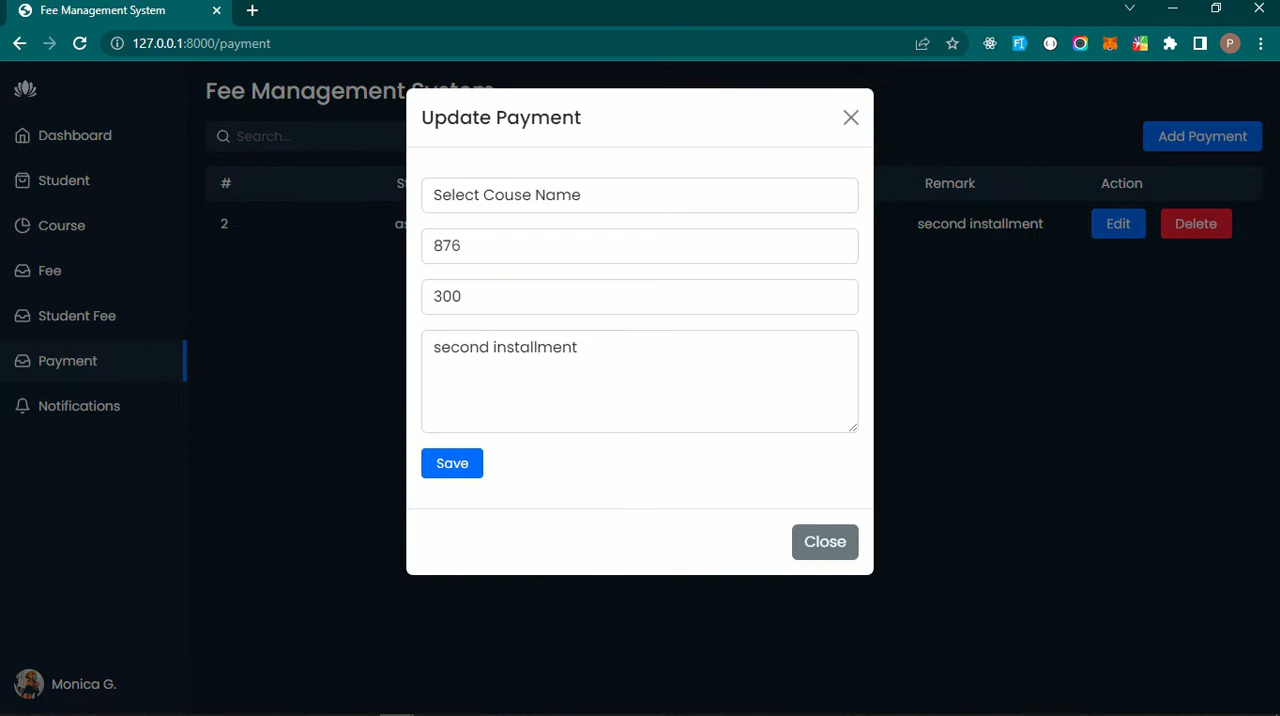 Fee Management System
127.0.0.1:8000/payment
P
Fee Management System
Dashboard
Student
Course
Fee
Student Fee
Payment
Notifications
Monica G.
Search...
Add Payment
# Remark Action
2 second installment Edit Delete
Update Payment
Select Couse Name
876
300
second installment
Save
Close